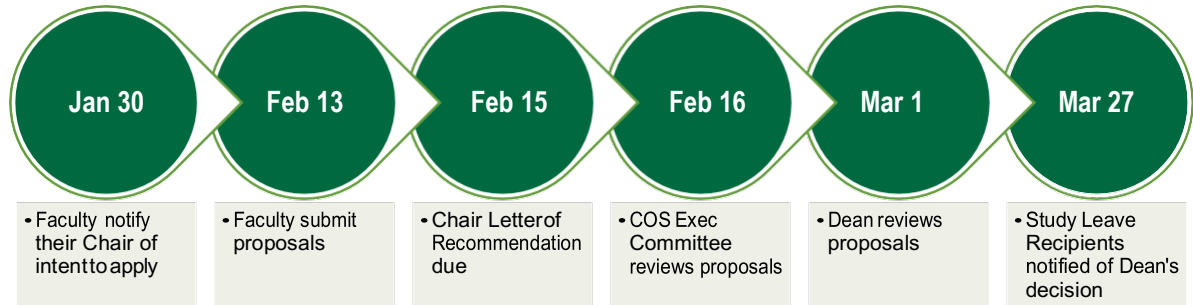 Jan 30
Feb 13
Feb 15
Feb 16
Mar 1
Mar 27
• Faculty notify
their Chair of
intent to apply
• Faculty submit
proposals
• Chair Letter of
Recommendation
due
• COS Exec
Committee
reviews proposals
• Dean reviews
proposals
• Study Leave
Recipients
notified of Dean's
decision